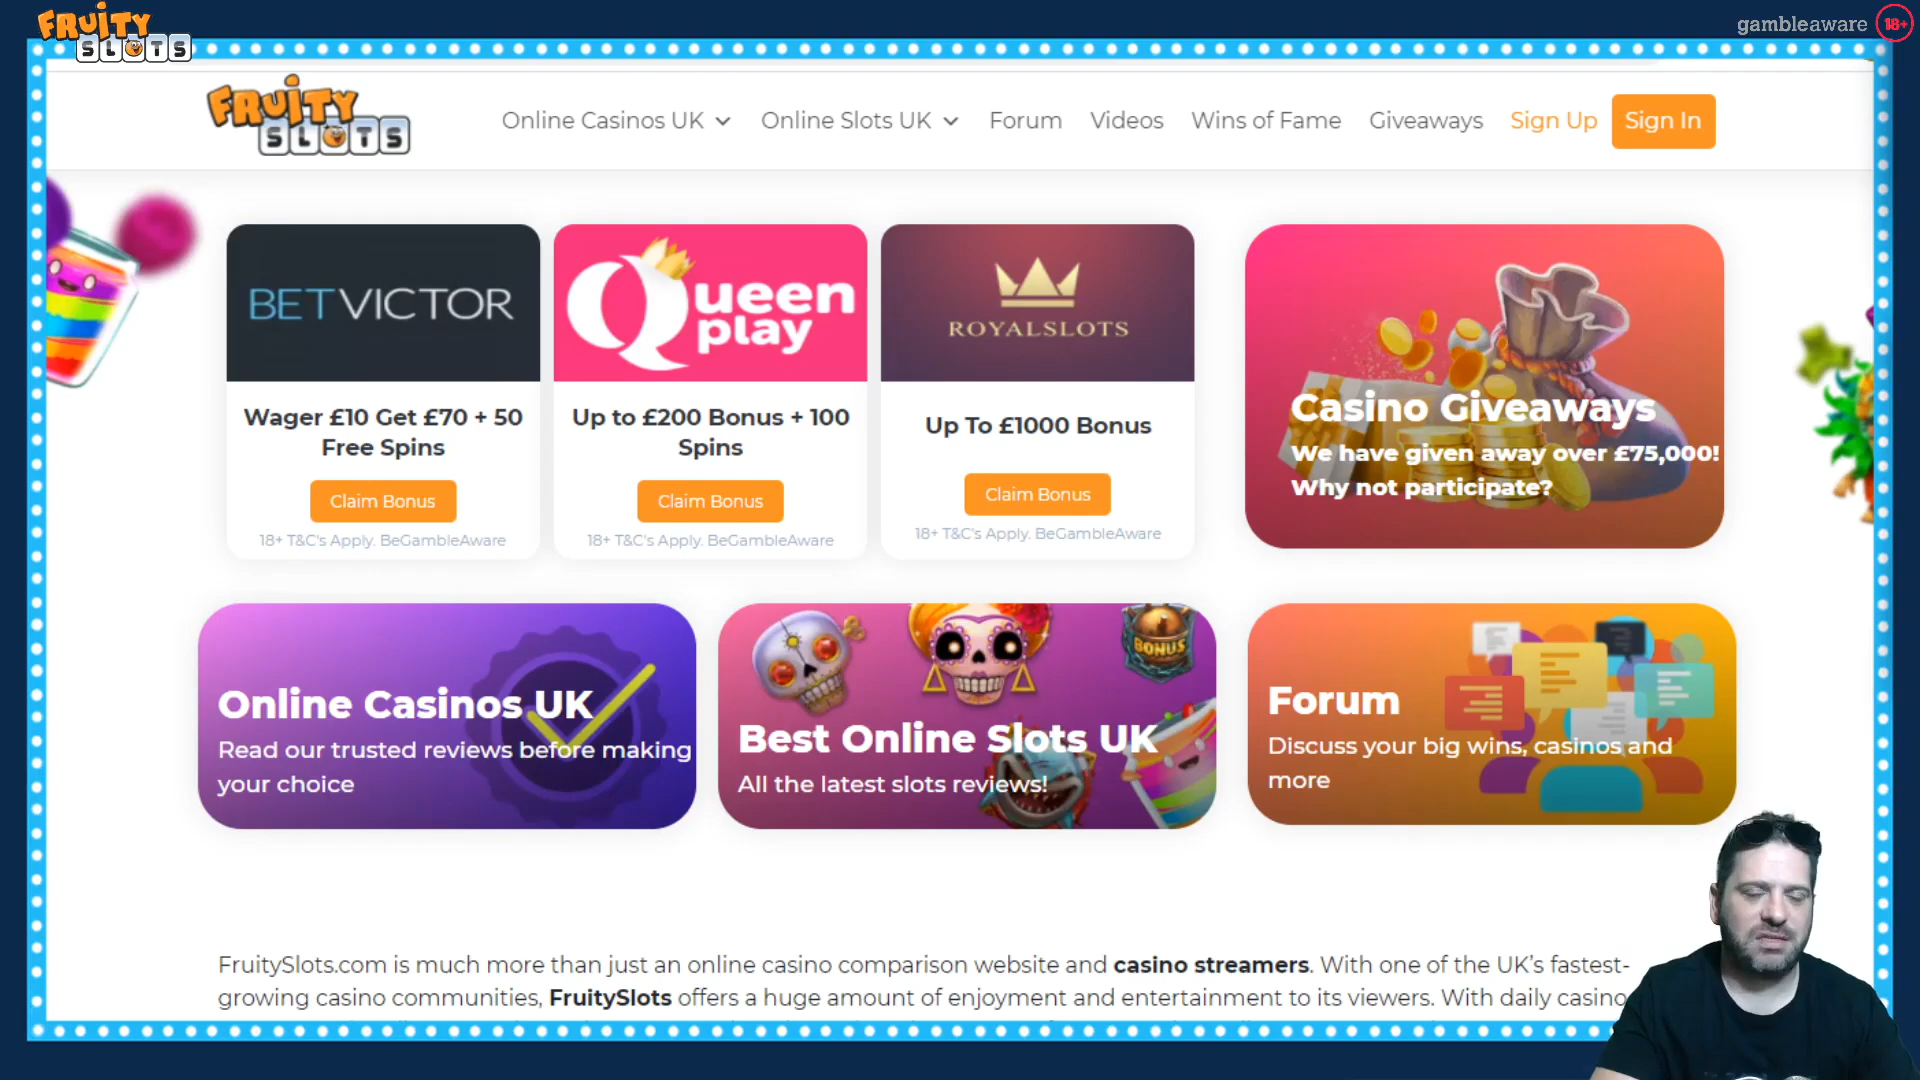 FRUITY
SLOTS
gambleaware 18+
FRUITY
SLOTS
Online Casinos UK
Online Slots UK
Forum
Videos
Wins of Fame
Giveaways
Sign Up
Sign In
BETVICTOR
Wager £10 Get £70 + 50
Free Spins
Claim Bonus
18+ T&C's Apply. BeGambleAware
Queen
play
Up to £200 Bonus + 100
Spins
Claim Bonus
18+ T&C's Apply. BeGambleAware
ROYALSLOTS
Up To £1000 Bonus
Claim Bonus
18+ T&C's Apply. BeGambleAware
Casino Giveaways
We have given away over £75,000!
Why not participate?
Online Casinos UK
Read our trusted reviews before making
your choice
BONUS
Best Online Slots UK
All the latest slots reviews!
Forum
Discuss your big wins, casinos and
more
FruitySlots.com is much more than just an online casino comparison website and casino streamers. With one of the UK’s fastest-
growing casino communities, FruitySlots offers a huge amount of enjoyment and entertainment to its viewers. With daily casino